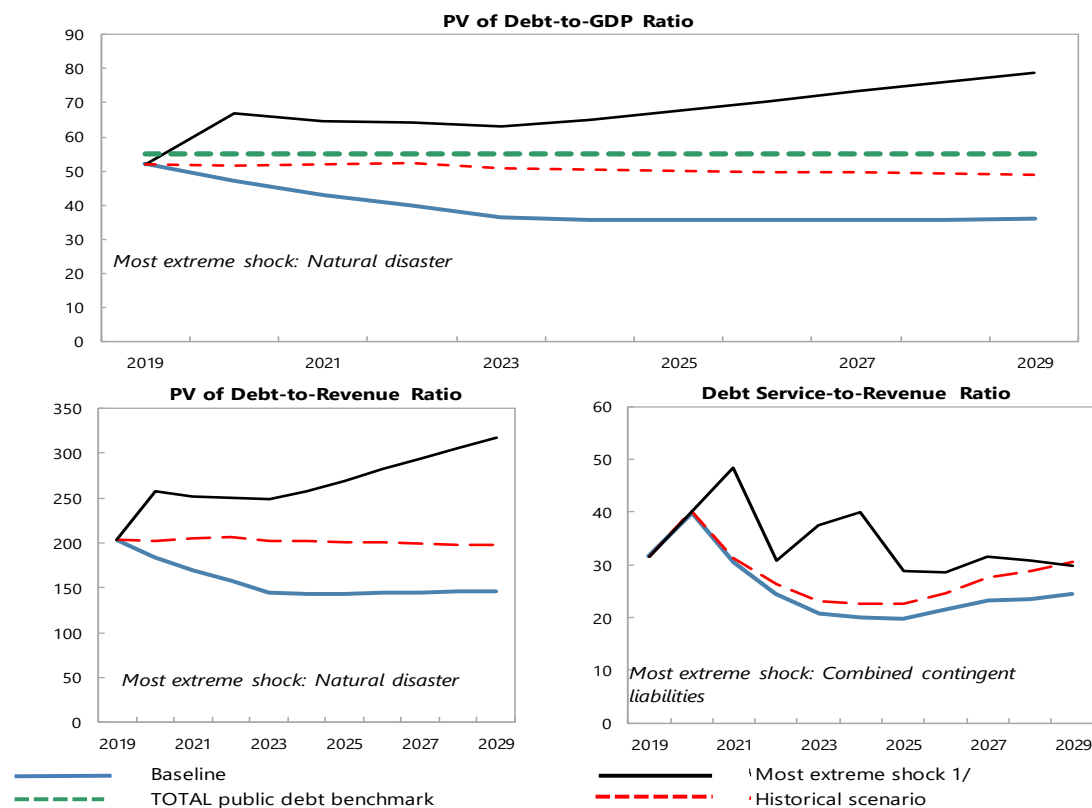 PV of Debt-to-GDP Ratio
90
80
70
60
50
40
30
20
10
0
Most extreme shock: Natural disaster
2019 2021 2023 2025 2027 2029
PV of Debt-to-Revenue Ratio
350
300
250
200
150
100
50
0
Most extreme shock: Natural disaster
2019 2021 2023 2025 2027 2029
Debt Service-to-Revenue Ratio
60
50
40
30
20
10
0
Most extreme shock: Combined contingent
liabilities
2019 2021 2023 2025 2027 2029
Baseline
Most extreme shock 1/
TOTAL public debt benchmark
Historical scenario